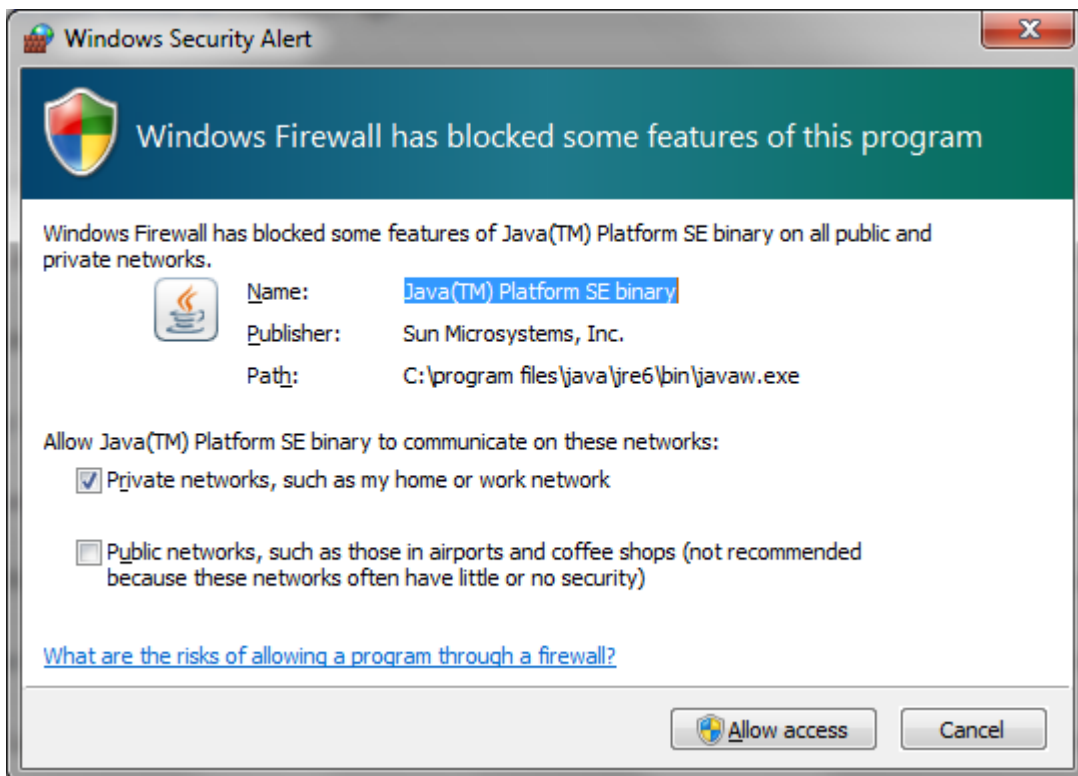 Windows Security Alert
Windows Firewall has blocked some features of this program
Windows Firewall has blocked some features of Java(TM) Platform SE binary on all public and
private networks.
Name: Java(TM) Platform SE binary
Publisher: Sun Microsystems, Inc.
Path: C:\program files\java\jre6\bin\javaw.exe
Allow Java(TM) Platform SE binary to communicate on these networks:
Private networks, such as my home or work network
Public networks, such as those in airports and coffee shops (not recommended
because these networks often have little or no security)
What are the risks of allowing a program through a firewall?
Allow access Cancel